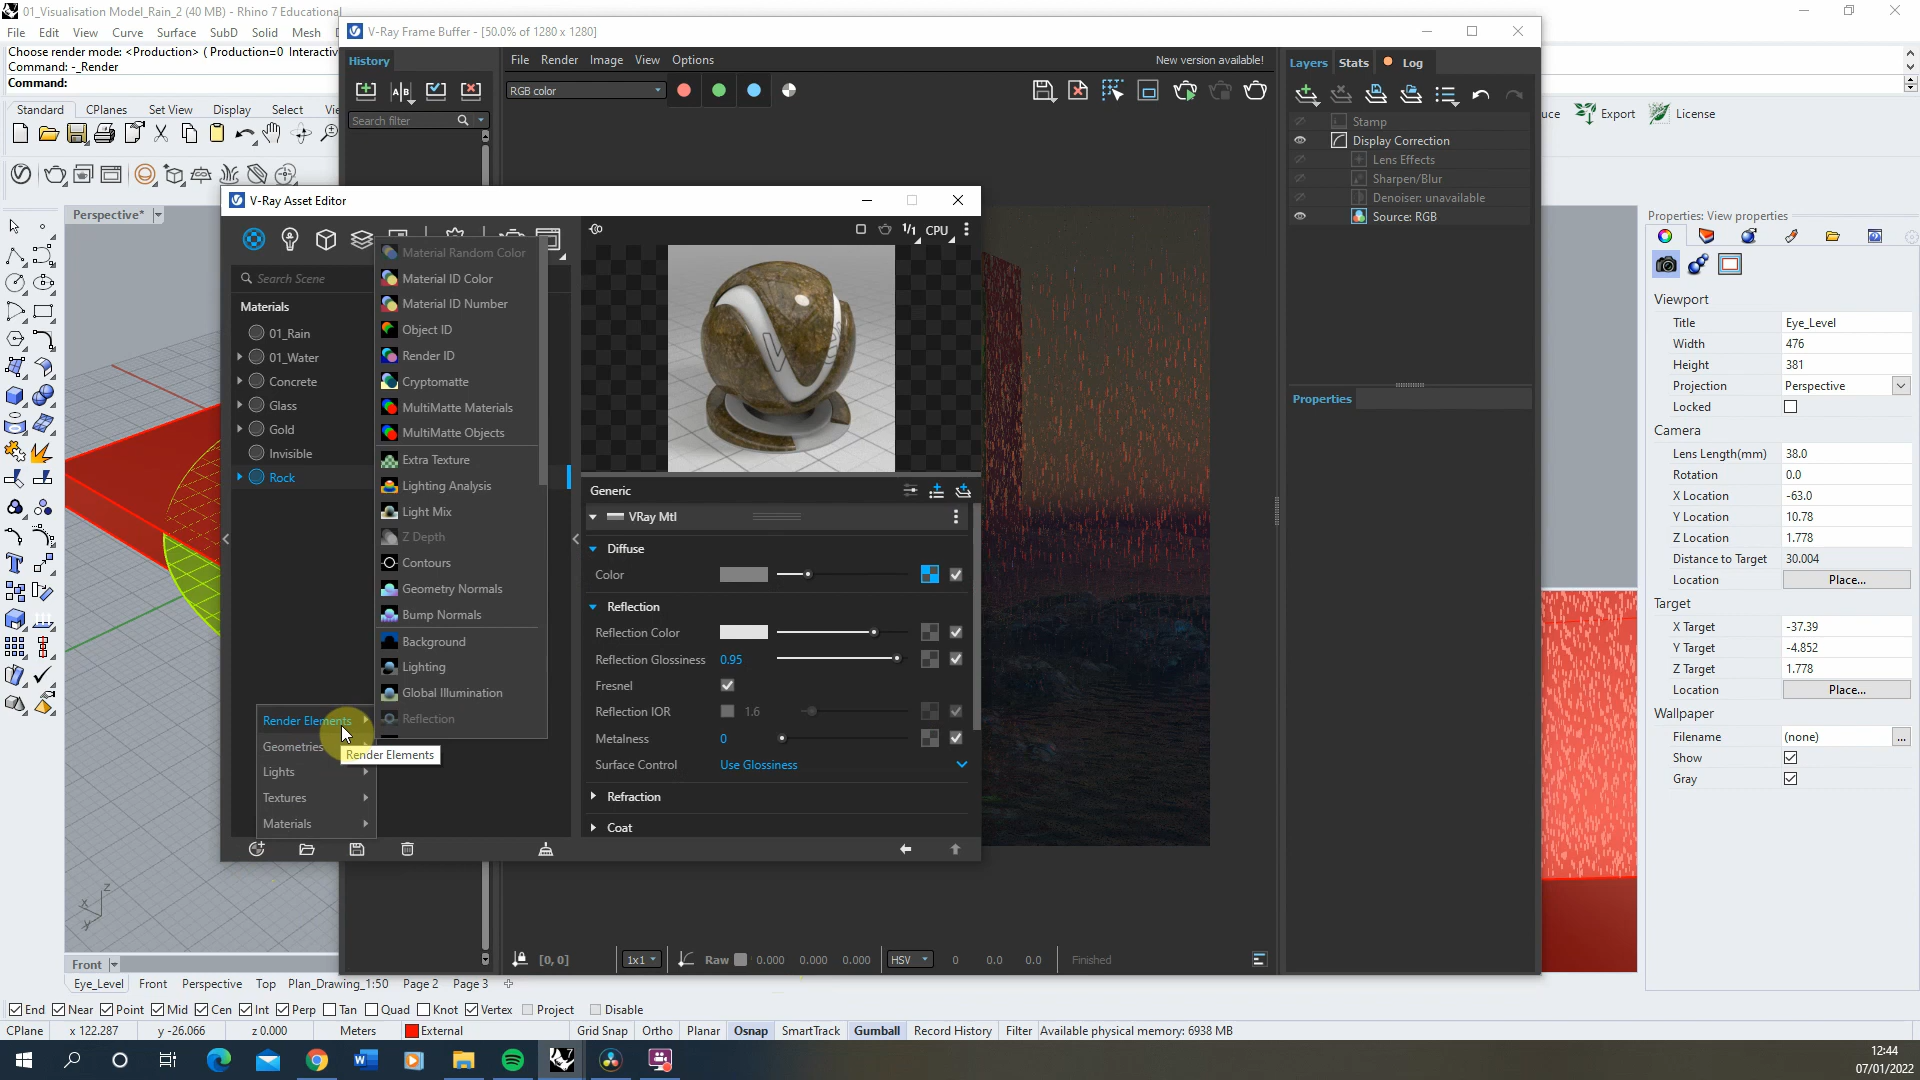 01_Visualisation Model_Rain_2 (40 MB) - Rhino 7 Educational
File Edit View Curve Surface SubD Solid Mesh
Choose render mode: <Production> ( Production=0 Interactiv
Command: -_Render
Command:
Standard CPlanes Set View Display Select
V-Ray Frame Buffer - [50.0% of 1280 x 1280]
History
File Render Image View Options
New version available!
RGB color
Search filter
Layers Stats Log
Stamp
Display Correction
Lens Effects
Sharpen/Blur
Denoiser: unavailable
Source: RGB
Properties
uce Export License
Perspective*
V-Ray Asset Editor
1/1 CPU
Search Scene
Materials
01_Rain
01_Water
Concrete
Glass
Gold
Invisible
Rock
Material Random Color
Material ID Color
Material ID Number
Object ID
Render ID
Cryptomatte
MultiMatte Materials
MultiMatte Objects
Extra Texture
Lighting Analysis
Light Mix
Z Depth
Contours
Geometry Normals
Bump Normals
Background
Lighting
Global Illumination
Reflection
Render Elements
Geometries
Lights
Textures
Materials
Render Elements
Generic
VRay Mtl
Diffuse
Color
Reflection
Reflection Color
Reflection Glossiness 0.95
Fresnel
Reflection IOR 1.6
Metalness 0
Surface Control Use Glossiness
Refraction
Coat
[0, 0] 1x1 Raw 0.000 0.000 0.000 HSV 0 0.0 0.0 Finished
Properties: View properties
Viewport
Title Eye_Level
Width 476
Height 381
Projection Perspective
Locked
Camera
Lens Length(mm) 38.0
Rotation 0.0
X Location -63.0
Y Location 10.78
Z Location 1.778
Distance to Target 30.004
Location Place...
Target
X Target -37.39
Y Target -4.852
Z Target 1.778
Location Place...
Wallpaper
Filename (none) ...
Show
Gray
z
x
y
Front
Eye_Level Front Perspective Top Plan_Drawing_1:50 Page 2 Page 3
End Near Point Mid Cen Int Perp Tan Quad Knot Vertex Project Disable
CPlane x 122.287 y -26.066 z 0.000 Meters External Grid Snap Ortho Planar Osnap SmartTrack Gumball Record History Filter Available physical memory: 6938 MB
12:44
07/01/2022